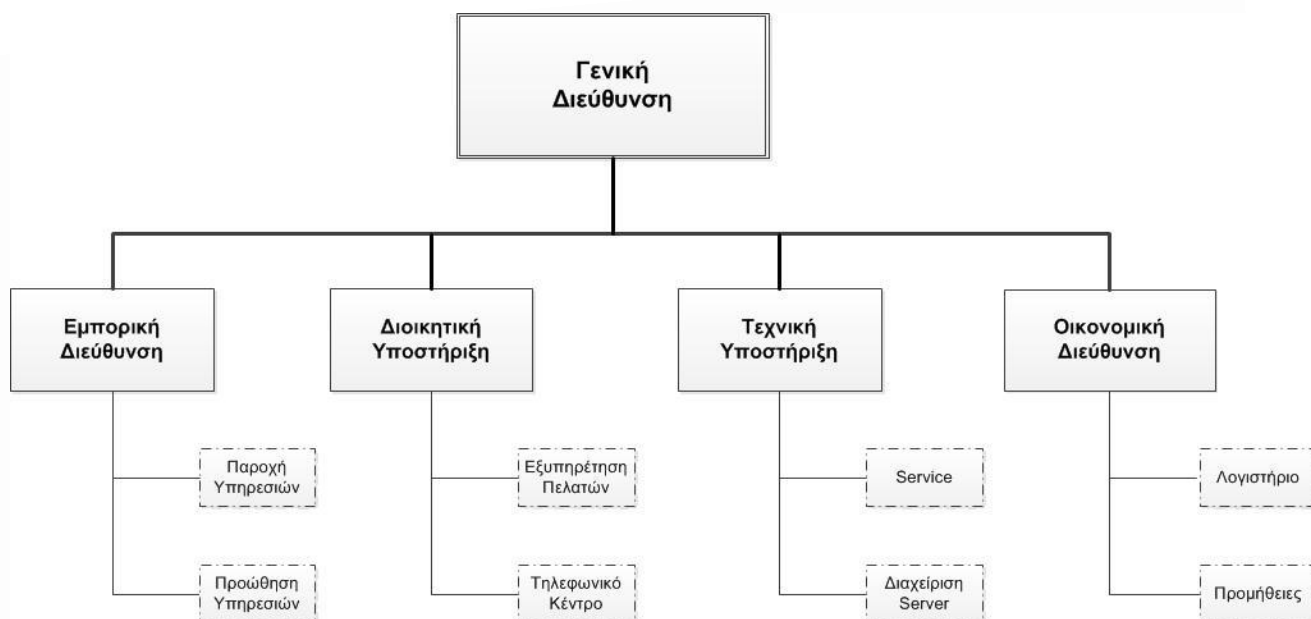 Γενική
Διεύθυνση
Εμπορική
Διεύθυνση
Διοικητική
Υποστήριξη
Τεχνική
Υποστήριξη
Οικονομική
Διεύθυνση
Παροχή
Υπηρεσιών
Εξυπηρέτηση
Πελατών
Service
Λογιστήριο
Προώθηση
Υπηρεσιών
Τηλεφωνικό
Κέντρο
Διαχείριση
Server
Προμήθειες